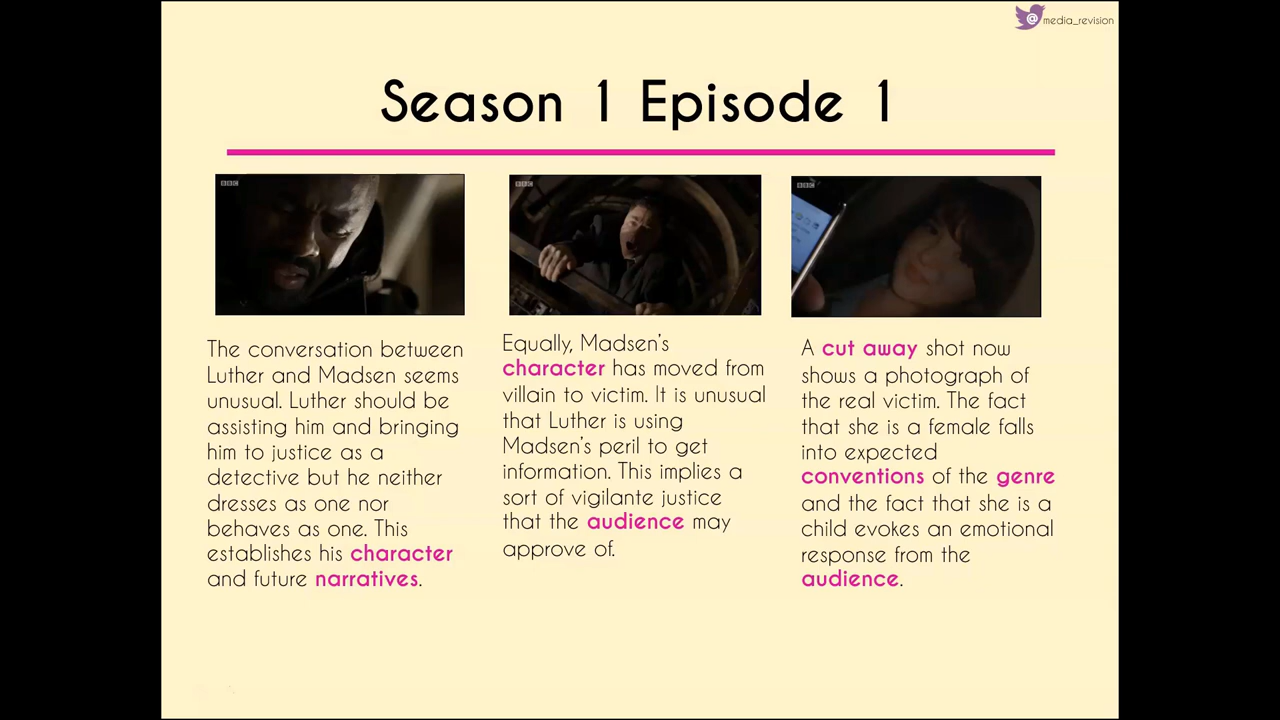 @media_revision
Season 1 Episode 1
BBC
BBC
BBC
The conversation between
Luther and Madsen seems
unusual. Luther should be
assisting him and bringing
him to justice as a
detective but he neither
dresses as one nor
behaves as one. This
establishes his character
and future narratives.
Equally, Madsen's
character has moved from
villain to victim. It is unusual
that Luther is using
Madsen's peril to get
information. This implies a
sort of vigilante justice
that the audience may
approve of.
A cut away shot now
shows a photograph of
the real victim. The fact
that she is a female falls
into expected
conventions of the genre
and the fact that she is a
child evokes an emotional
response from the
audience.